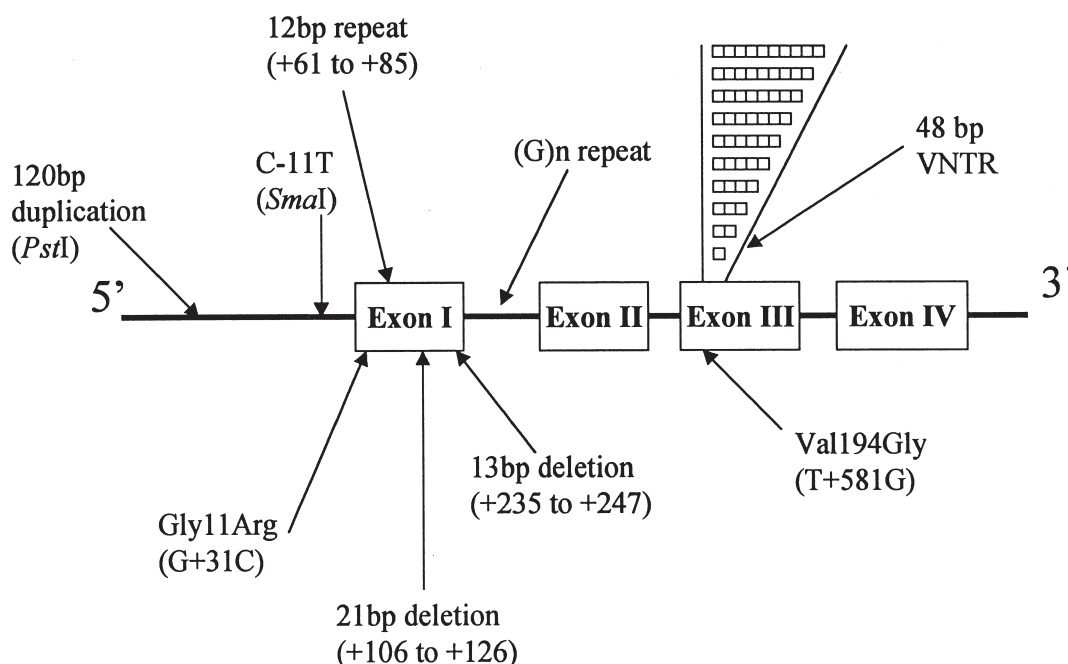 12bp repeat
(+61 to +85)
120bp
duplication
(PstI)
C-11T
(SmaI)
(G)n repeat
48 bp
VNTR
5’
3’
Exon I
Exon II
Exon III
Exon IV
Gly11Arg
(G+31C)
21bp deletion
(+106 to +126)
13bp deletion
(+235 to +247)
Val194Gly
(T+581G)